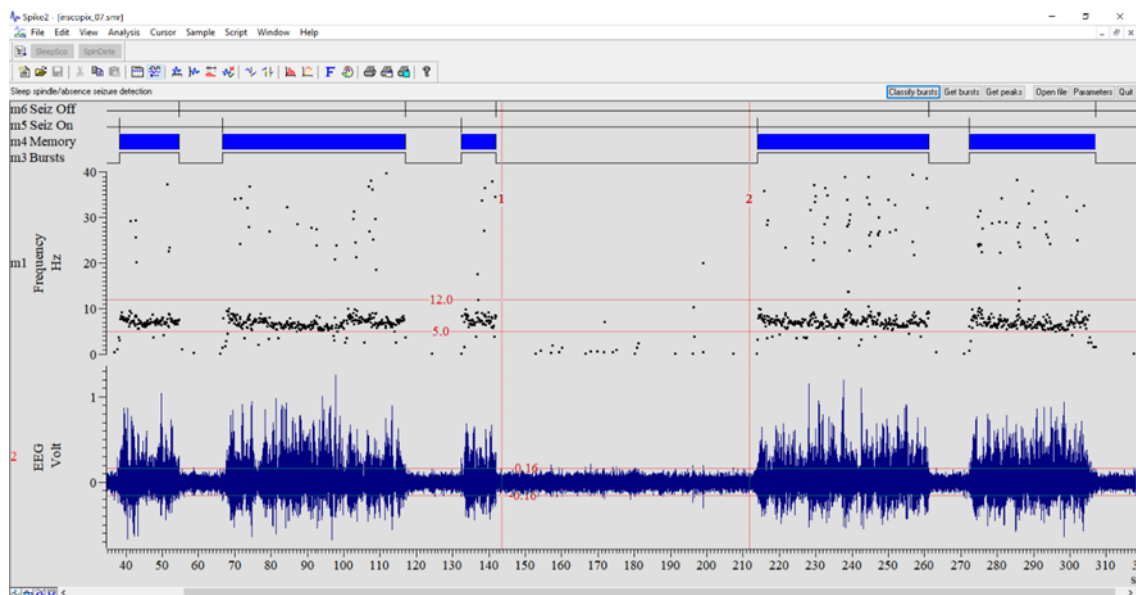 Spike2 - [inscopix_07.smr]
File Edit View Analysis Cursor Sample Script Window Help
SleepSco SpinDete
Sleep spindle/absence seizure detection
Classify bursts Get bursts Get peaks Open file Parameters Quit
m6 Seiz Off
m5 Seiz On
m4 Memory
m3 Bursts
40
1 2
30
m1 Frequency Hz
20
12.0
10
5.0
0
1
2 EEG Volt
0.16
0
-0.16
40 50 60 70 80 90 100 110 120 130 140 150 160 170 180 190 200 210 220 230 240 250 260 270 280 290 300 310
s